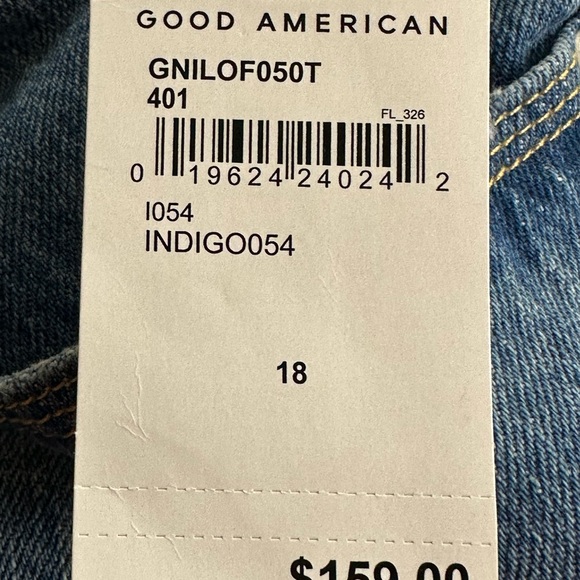 GOOD AMERICAN
GNILOF050T
401
FL_326
0 19624 24024 2
I054
INDIGO054
18
$159.00